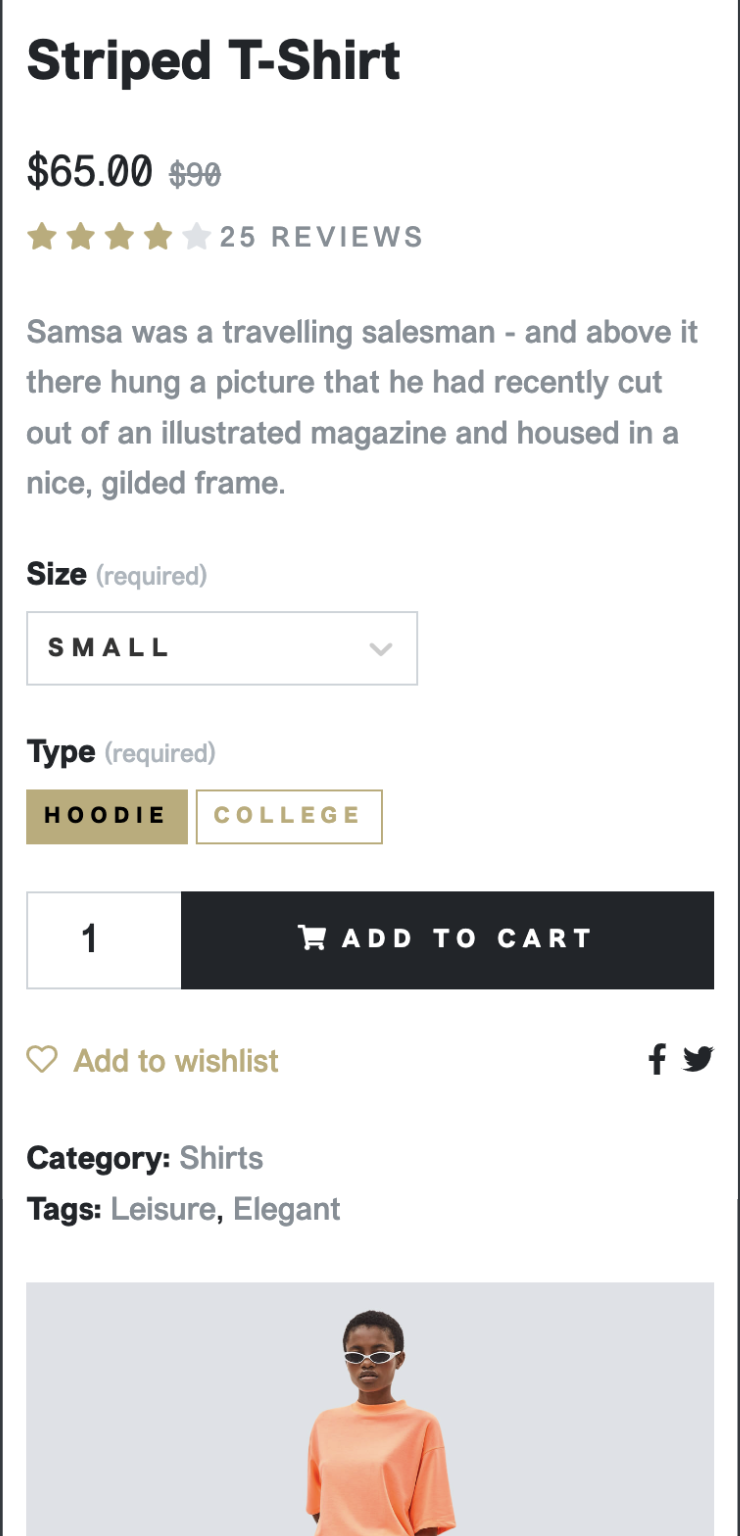 Striped T-Shirt
$65.00 $90
25 REVIEWS
Samsa was a travelling salesman - and above it
there hung a picture that he had recently cut
out of an illustrated magazine and housed in a
nice, gilded frame.
Size (required)
SMALL
Type (required)
HOODIE COLLEGE
1 ADD TO CART
Add to wishlist
Category: Shirts
Tags: Leisure, Elegant